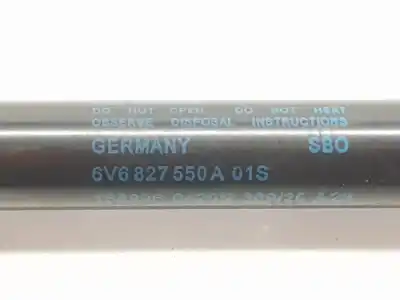 DO NOT OPEN DO NOT HEAT
OBSERVE DISPOSAL INSTRUCTIONS
GERMANY SBO
6V6 827 550 A 01S